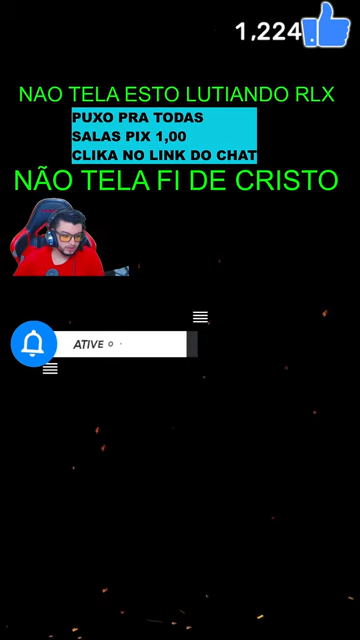 1,224
NAO TELA ESTO LUTIANDO RLX
PUXO PRA TODAS
SALAS PIX 1,00
CLIKA NO LINK DO CHAT
NÃO TELA FI DE CRISTO
ATIVE O